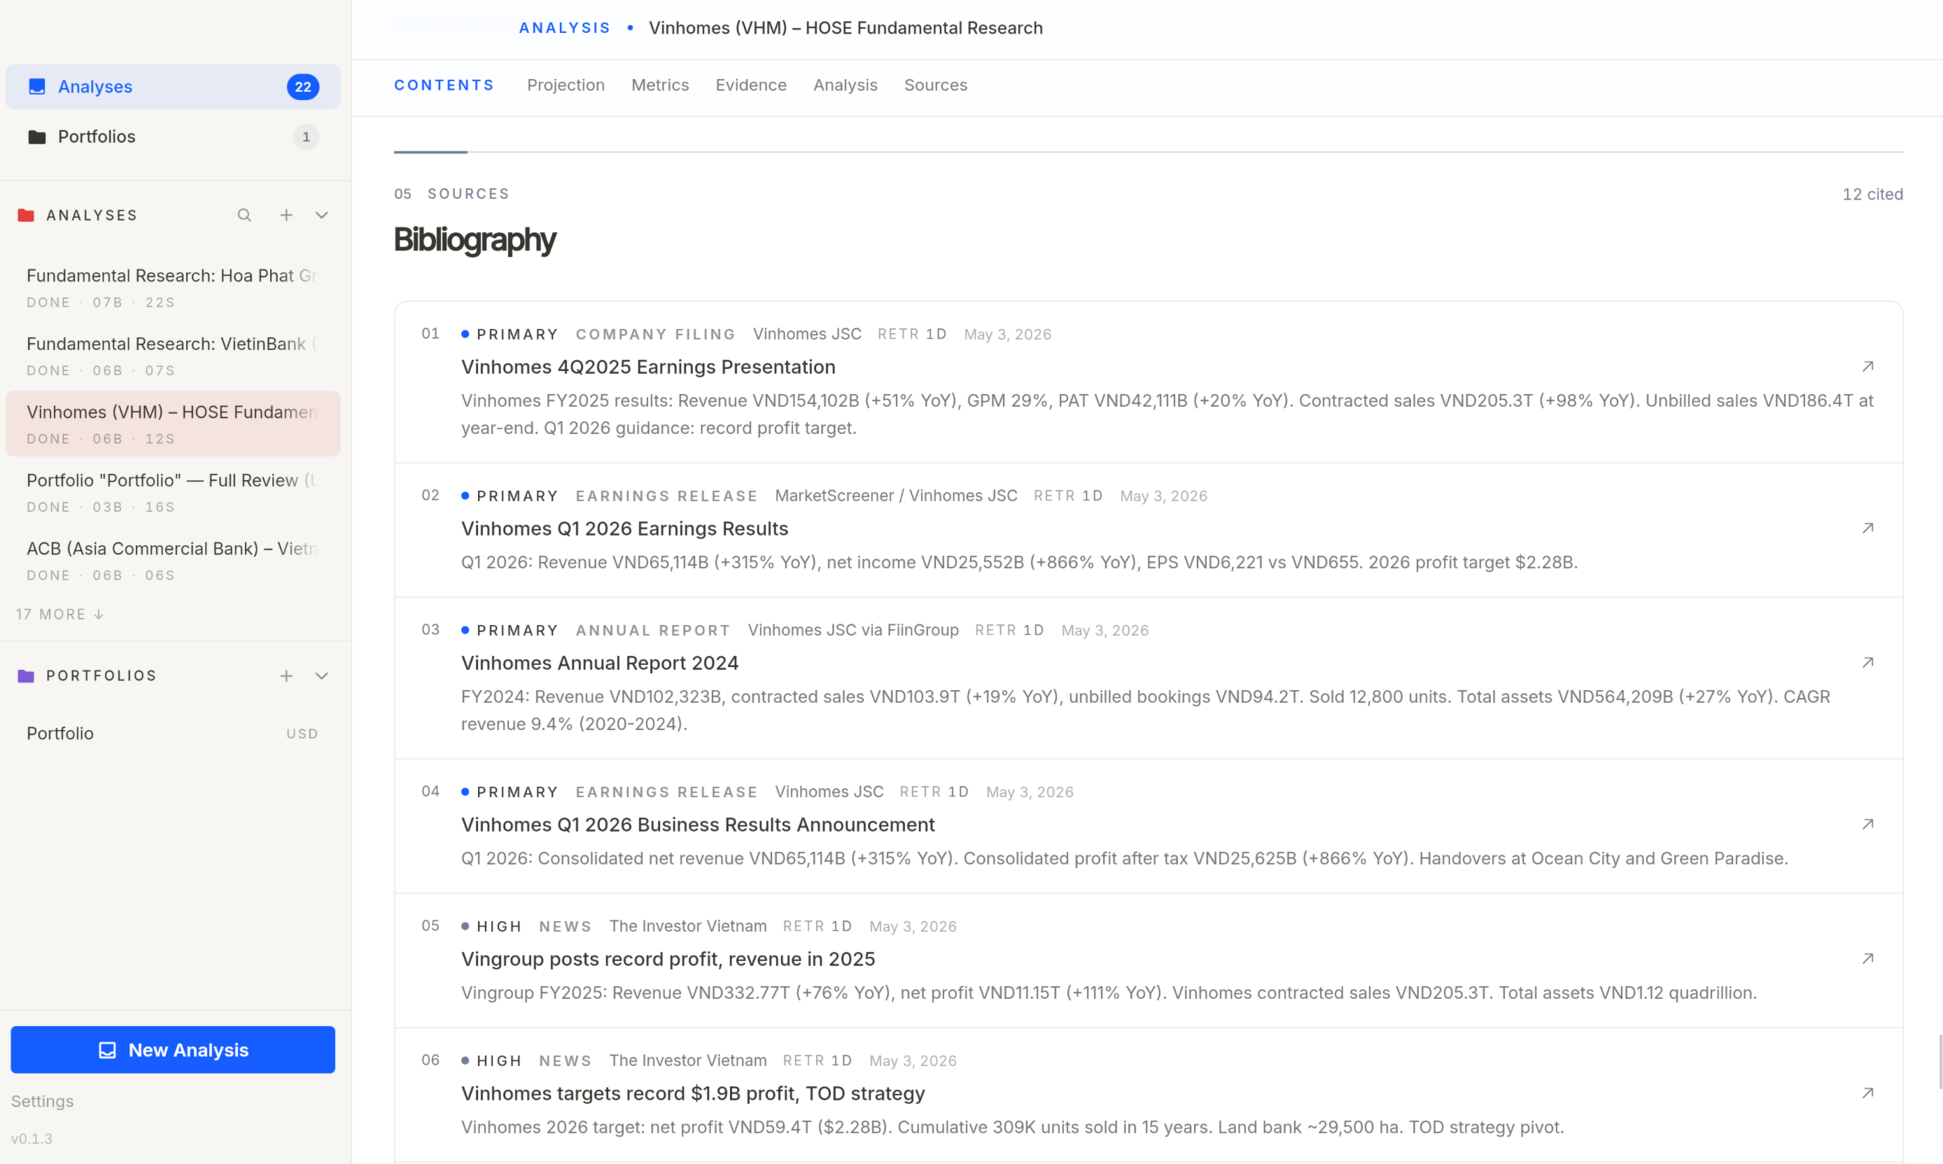 Analyses 22
Portfolios 1
ANALYSES
Fundamental Research: Hoa Phat Gr
DONE · 07B · 22S
Fundamental Research: VietinBank (
DONE · 06B · 07S
Vinhomes (VHM) – HOSE Fundamen
DONE · 06B · 12S
Portfolio "Portfolio" — Full Review (U
DONE · 03B · 16S
ACB (Asia Commercial Bank) – Vietn
DONE · 06B · 06S
17 MORE ↓
PORTFOLIOS
Portfolio USD
New Analysis
Settings
v0.1.3
ANALYSIS • Vinhomes (VHM) – HOSE Fundamental Research
CONTENTS Projection Metrics Evidence Analysis Sources
05 SOURCES 12 cited
Bibliography
01 PRIMARY COMPANY FILING Vinhomes JSC RETR 1D May 3, 2026
Vinhomes 4Q2025 Earnings Presentation
Vinhomes FY2025 results: Revenue VND154,102B (+51% YoY), GPM 29%, PAT VND42,111B (+20% YoY). Contracted sales VND205.3T (+98% YoY). Unbilled sales VND186.4T at
year-end. Q1 2026 guidance: record profit target.
02 PRIMARY EARNINGS RELEASE MarketScreener / Vinhomes JSC RETR 1D May 3, 2026
Vinhomes Q1 2026 Earnings Results
Q1 2026: Revenue VND65,114B (+315% YoY), net income VND25,552B (+866% YoY), EPS VND6,221 vs VND655. 2026 profit target $2.28B.
03 PRIMARY ANNUAL REPORT Vinhomes JSC via FiinGroup RETR 1D May 3, 2026
Vinhomes Annual Report 2024
FY2024: Revenue VND102,323B, contracted sales VND103.9T (+19% YoY), unbilled bookings VND94.2T. Sold 12,800 units. Total assets VND564,209B (+27% YoY). CAGR
revenue 9.4% (2020-2024).
04 PRIMARY EARNINGS RELEASE Vinhomes JSC RETR 1D May 3, 2026
Vinhomes Q1 2026 Business Results Announcement
Q1 2026: Consolidated net revenue VND65,114B (+315% YoY). Consolidated profit after tax VND25,625B (+866% YoY). Handovers at Ocean City and Green Paradise.
05 HIGH NEWS The Investor Vietnam RETR 1D May 3, 2026
Vingroup posts record profit, revenue in 2025
Vingroup FY2025: Revenue VND332.77T (+76% YoY), net profit VND11.15T (+111% YoY). Vinhomes contracted sales VND205.3T. Total assets VND1.12 quadrillion.
06 HIGH NEWS The Investor Vietnam RETR 1D May 3, 2026
Vinhomes targets record $1.9B profit, TOD strategy
Vinhomes 2026 target: net profit VND59.4T ($2.28B). Cumulative 309K units sold in 15 years. Land bank ~29,500 ha. TOD strategy pivot.